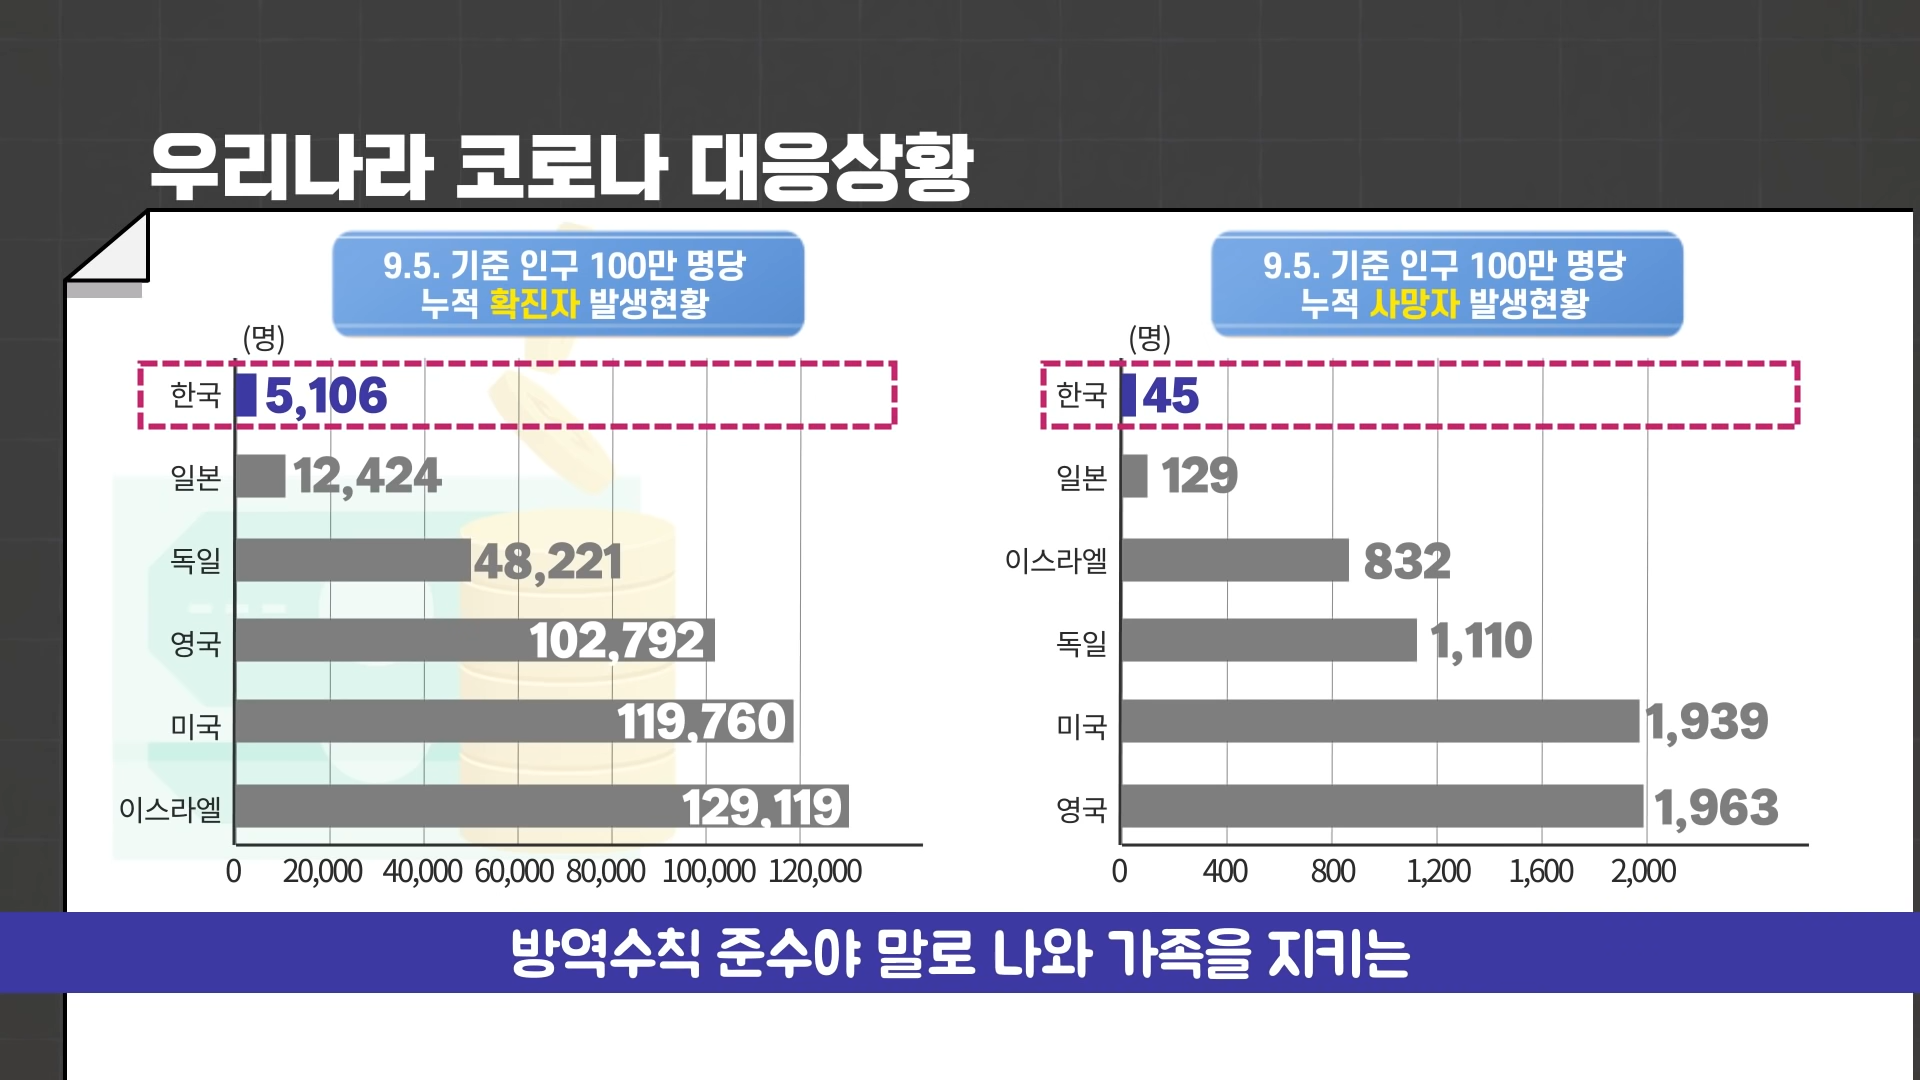 우리나라 코로나 대응상황
9.5. 기준 인구 100만 명당
누적 확진자 발생현황
(명)
한국 5,106
일본 12,424
독일 48,221
영국 102,792
미국 119,760
이스라엘 129,119
0 20,000 40,000 60,000 80,000 100,000 120,000
9.5. 기준 인구 100만 명당
누적 사망자 발생현황
(명)
한국 45
일본 129
이스라엘 832
독일 1,110
미국 1,939
영국 1,963
0 400 800 1,200 1,600 2,000
방역수칙 준수야 말로 나와 가족을 지키는